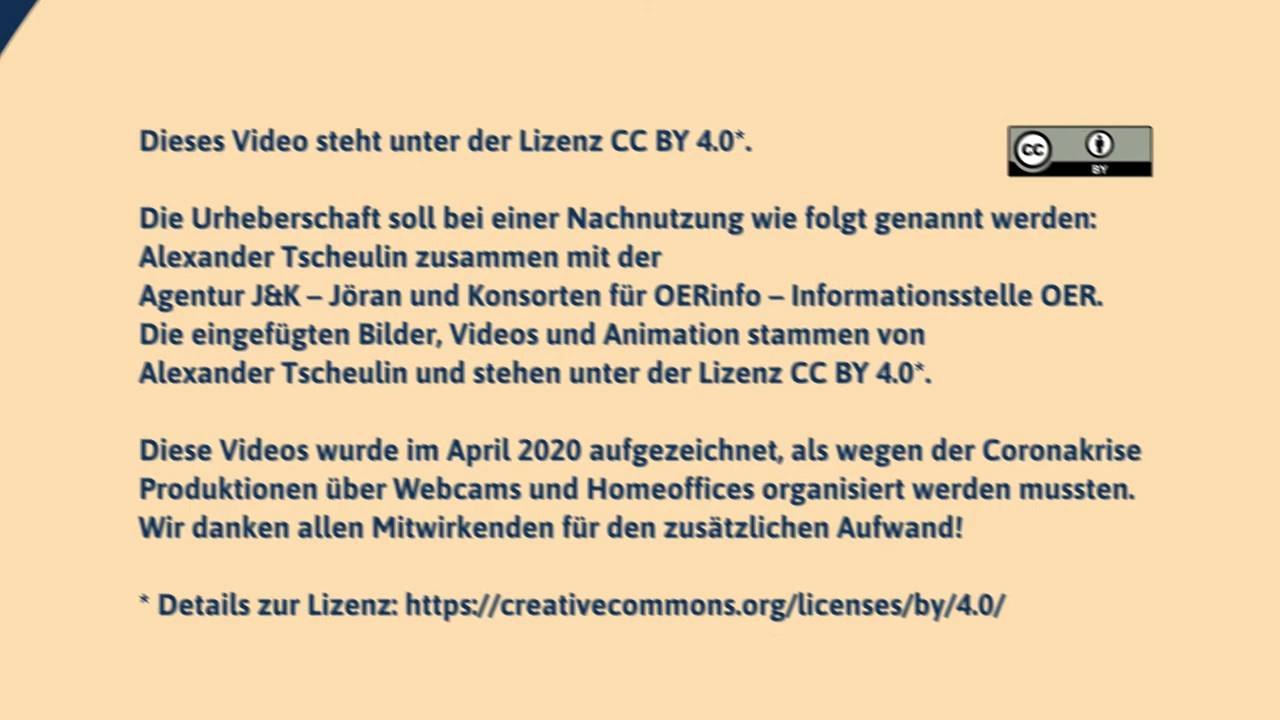 Dieses Video steht unter der Lizenz CC BY 4.0*.
CC BY
Die Urheberschaft soll bei einer Nachnutzung wie folgt genannt werden:
Alexander Tscheulin zusammen mit der
Agentur J&K – Jöran und Konsorten für OERinfo – Informationsstelle OER.
Die eingefügten Bilder, Videos und Animation stammen von
Alexander Tscheulin und stehen unter der Lizenz CC BY 4.0*.
Diese Videos wurde im April 2020 aufgezeichnet, als wegen der Coronakrise
Produktionen über Webcams und Homeoffices organisiert werden mussten.
Wir danken allen Mitwirkenden für den zusätzlichen Aufwand!
* Details zur Lizenz: https://creativecommons.org/licenses/by/4.0/